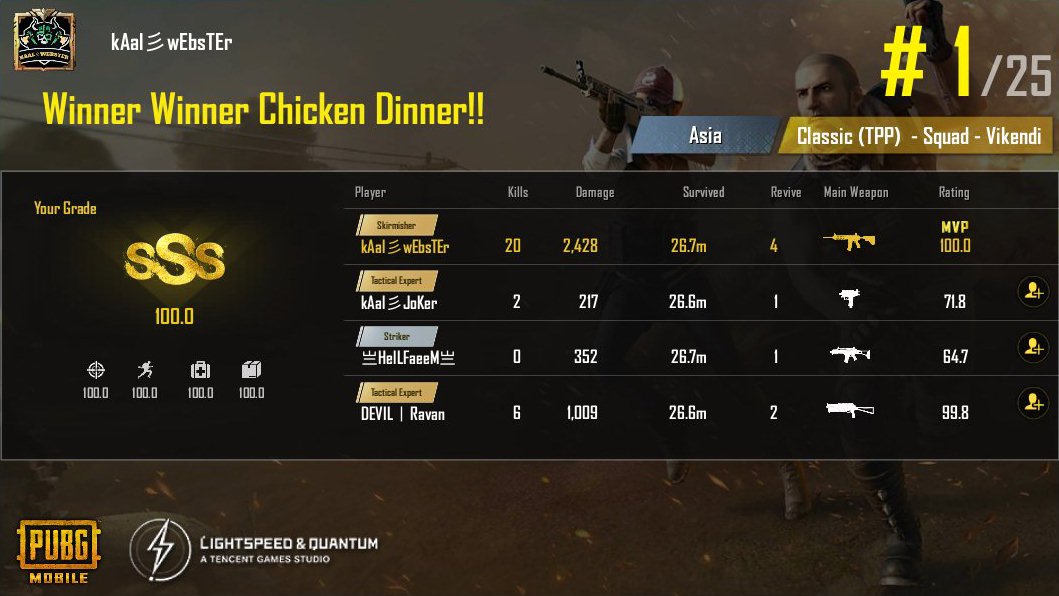 KAAL & WEBSTER
kAal彡wEbsTEr
# 1/25
Winner Winner Chicken Dinner!!
Asia
Classic (TPP) - Squad - Vikendi
Your Grade
sSs
100.0
100.0 100.0 100.0 100.0
Player Kills Damage Survived Revive Main Weapon Rating
Skirmisher
MVP
kAal彡wEbsTEr 20 2,428 26.7m 4 100.0
Tactical Expert
kAal彡JoKer 2 217 26.6m 1 71.8
Striker
亗HelLFaeeM亗 0 352 26.7m 1 64.7
Tactical Expert
DEVIL | Ravan 6 1,009 26.6m 2 99.8
PUBG
MOBILE
LIGHTSPEED & QUANTUM
A TENCENT GAMES STUDIO